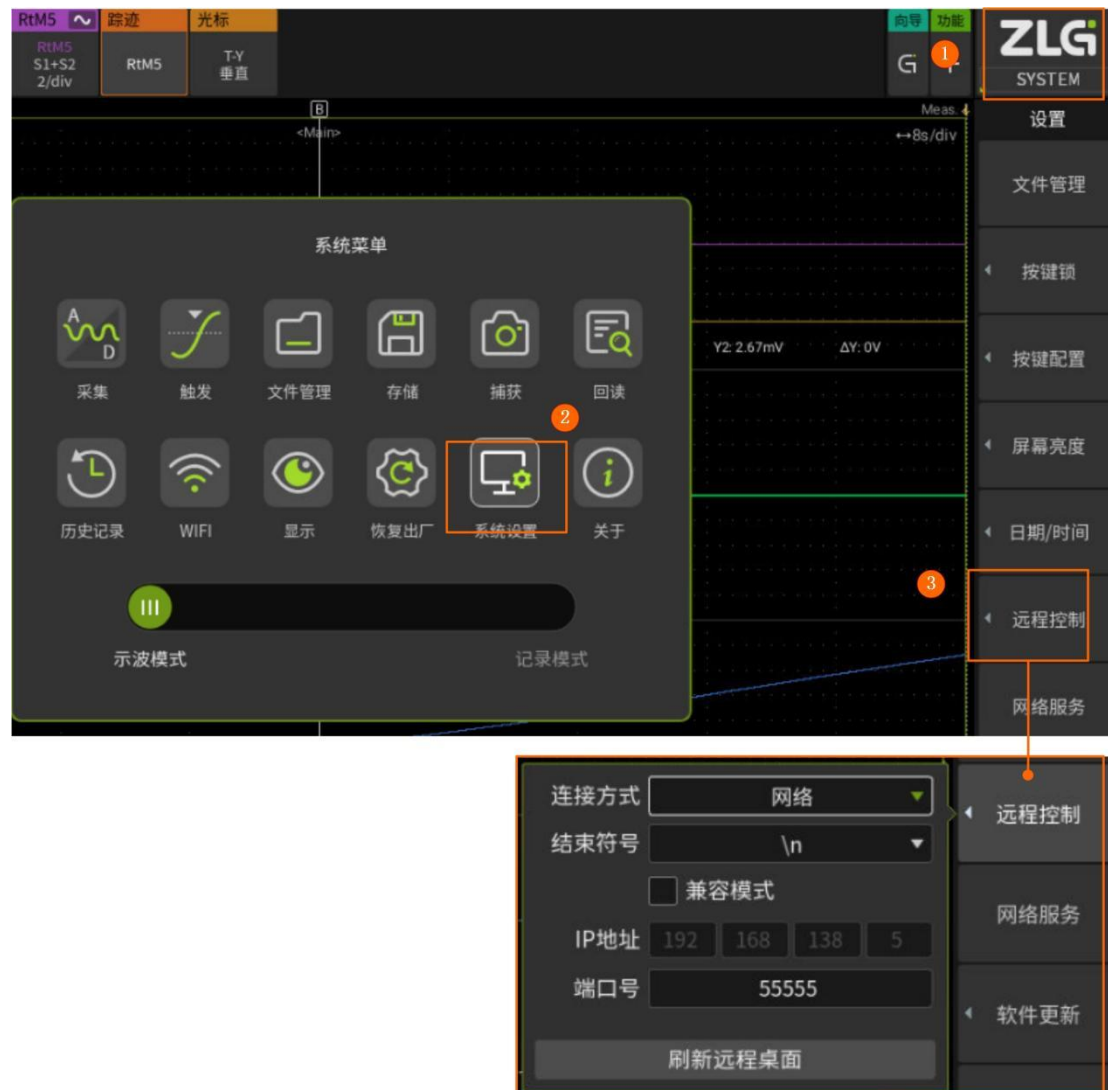 RtM5 踪迹 光标 向导 功能
RtM5
S1+S2
2/div
RtM5
T-Y
垂直
1
ZLG
SYSTEM
B
<Main>
Meas.
↔8s/div
设置
文件管理
按键锁
按键配置
屏幕亮度
日期/时间
3
远程控制
网络服务
系统菜单
A
D
采集 触发 文件管理 存储 捕获 回读
2
历史记录 WIFI 显示 恢复出厂 系统设置 关于
示波模式 记录模式
Y2: 2.67mV ΔY: 0V
连接方式 网络
结束符号 \n
兼容模式
IP地址 192 168 138 5
端口号 55555
刷新远程桌面
远程控制
网络服务
软件更新